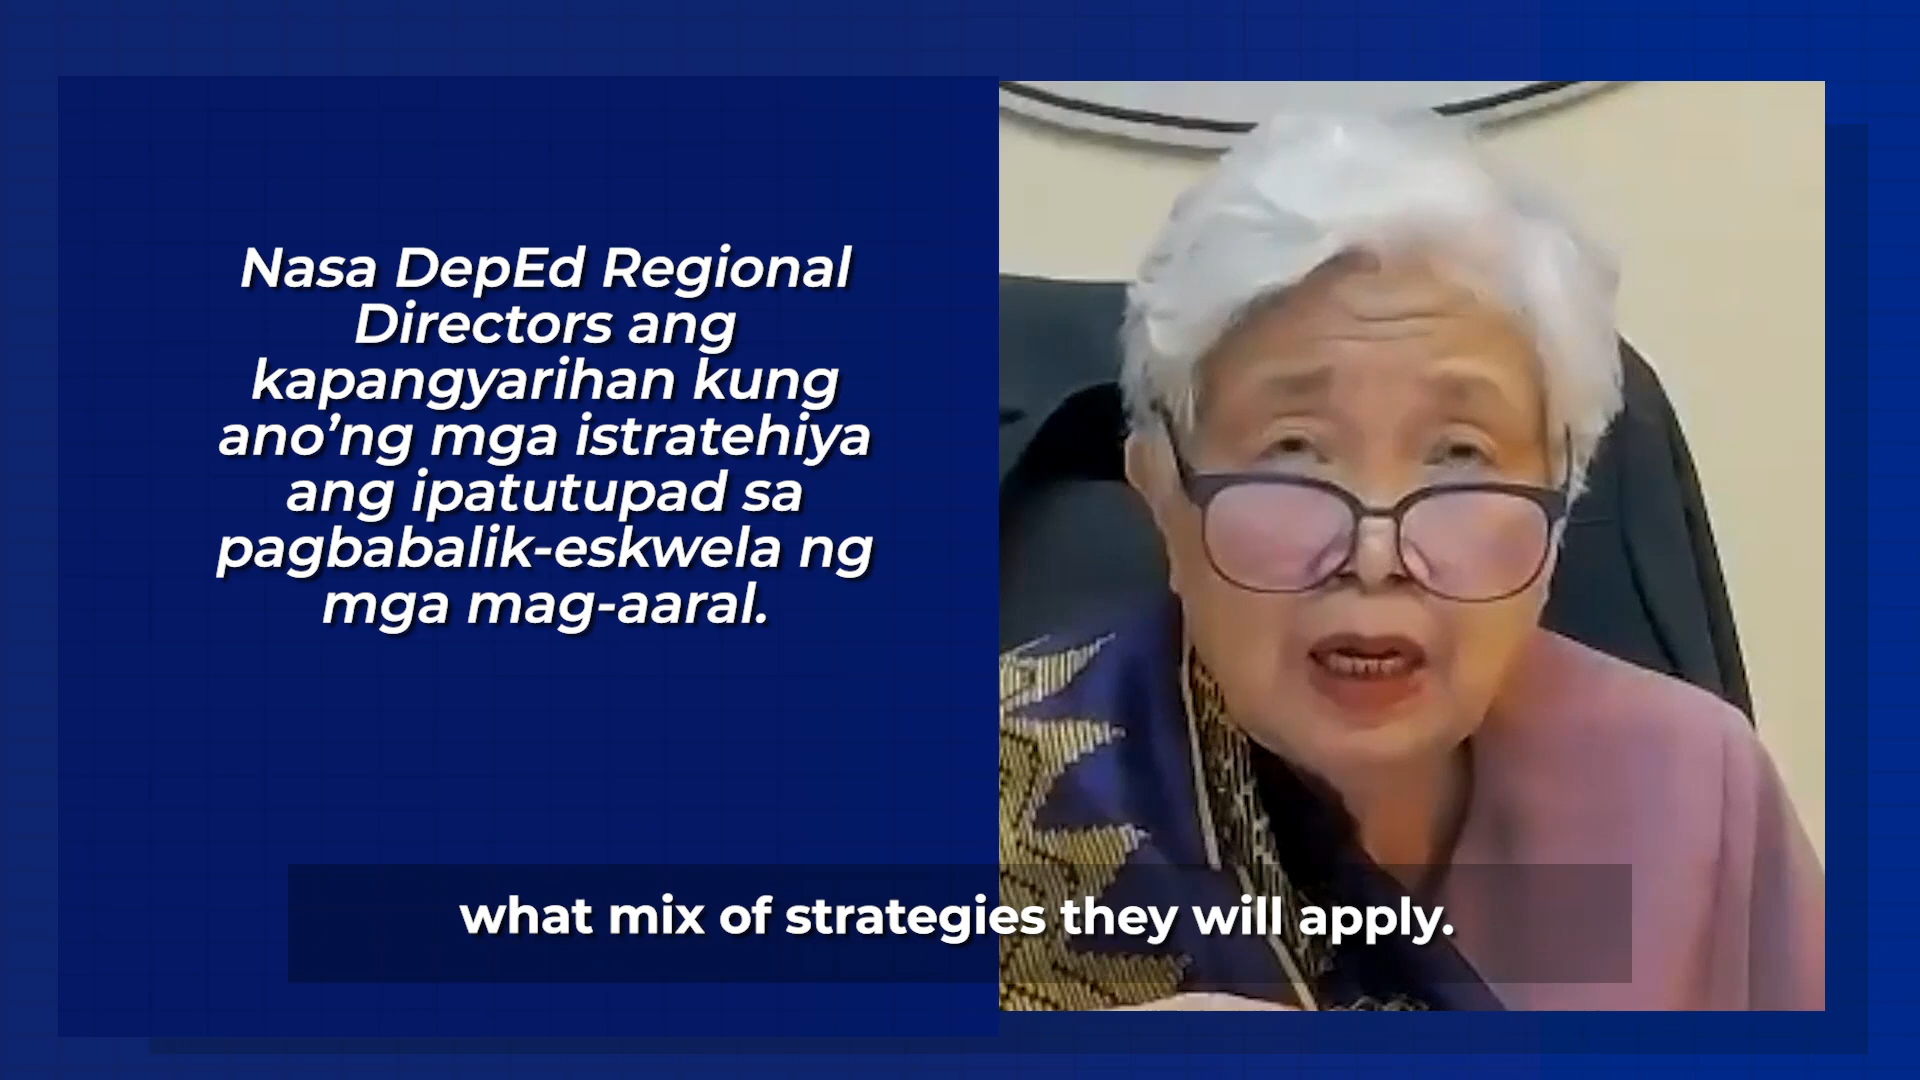 Nasa DepEd Regional
Directors ang
kapangyarihan kung
ano’ng mga istratehiya
ang ipatutupad sa
pagbabalik-eskwela ng
mga mag-aaral.
what mix of strategies they will apply.